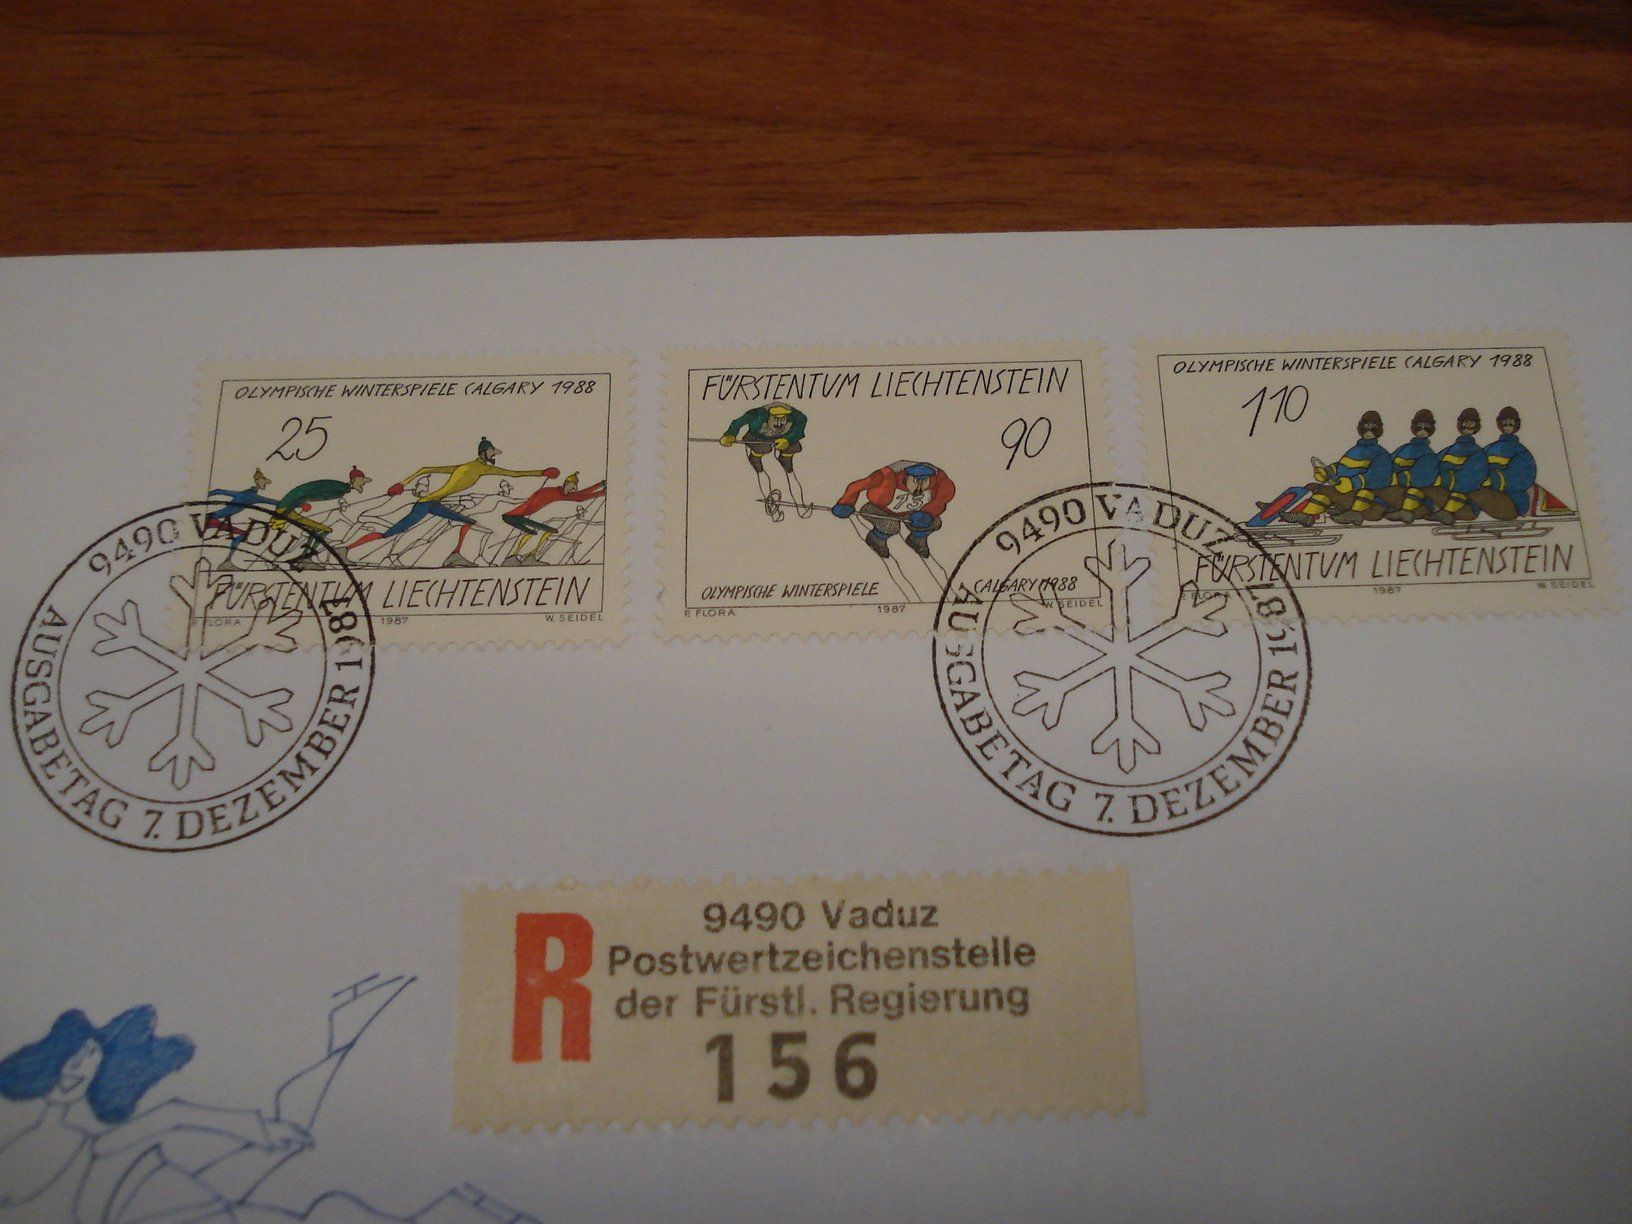 OLYMPISCHE WINTERSPIELE CALGARY 1988
25
FÜRSTENTUM LIECHTENSTEIN
P. FLORA 1987 W. SEIDEL
FÜRSTENTUM LIECHTENSTEIN
90
75
OLYMPISCHE WINTERSPIELE CALGARY 1988
P. FLORA 1987 W. SEIDEL
OLYMPISCHE WINTERSPIELE CALGARY 1988
110
FÜRSTENTUM LIECHTENSTEIN
P. FLORA 1987 W. SEIDEL
9490 VADUZ
AUSGABETAG 7. DEZEMBER 1987
9490 VADUZ
AUSGABETAG 7. DEZEMBER 1987
R
9490 Vaduz
Postwertzeichenstelle
der Fürstl. Regierung
156